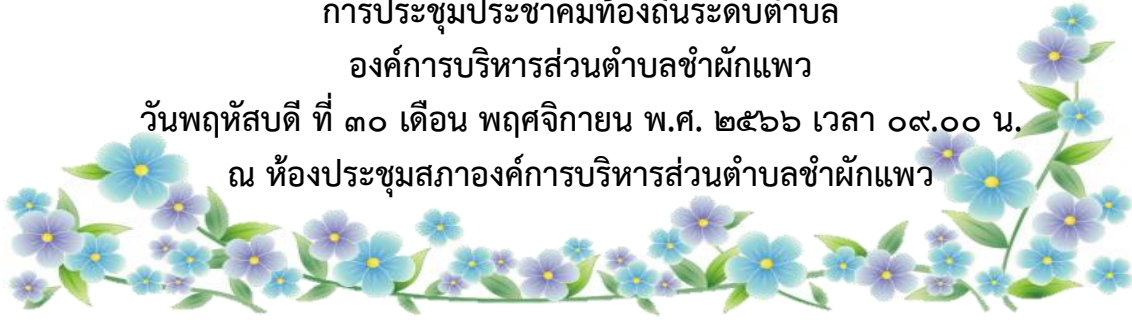 การประชุมประชาคมท้องถิ่นระดับตำบล
องค์การบริหารส่วนตำบลชำผักแพว
วันพฤหัสบดี ที่ ๓๐ เดือน พฤศจิกายน พ.ศ. ๒๕๖๖ เวลา ๐๙.๐๐ น.
ณ ห้องประชุมสภาองค์การบริหารส่วนตำบลชำผักแพว